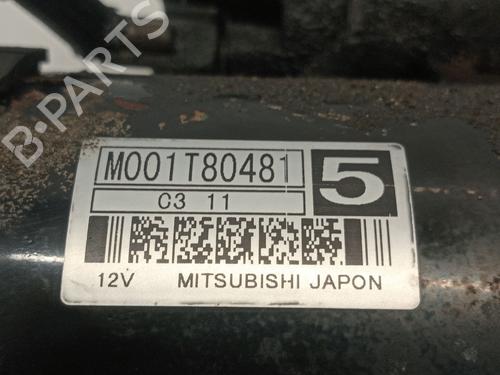 B-PARTS
M001T80481
5
C3 11
12V MITSUBISHI JAPON